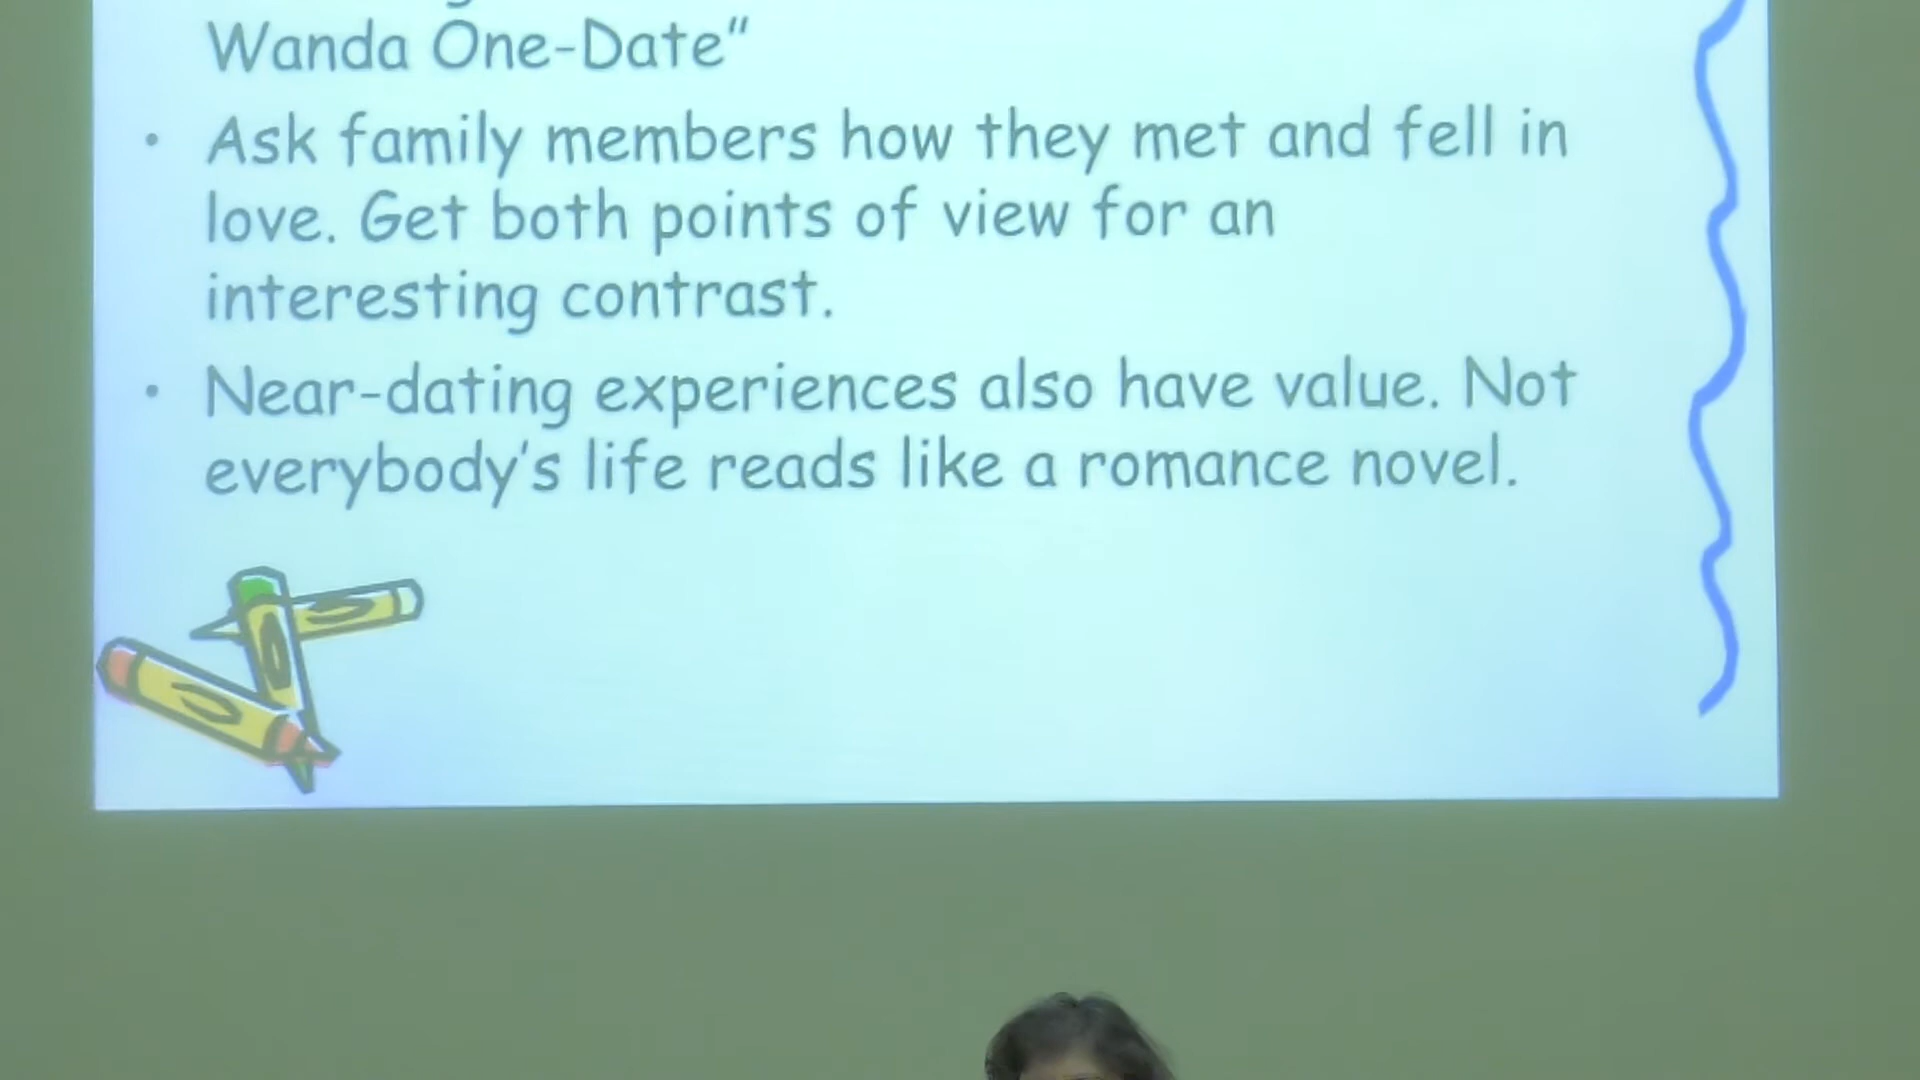 Wanda One-Date"
• Ask family members how they met and fell in
love. Get both points of view for an
interesting contrast.
• Near-dating experiences also have value. Not
everybody's life reads like a romance novel.